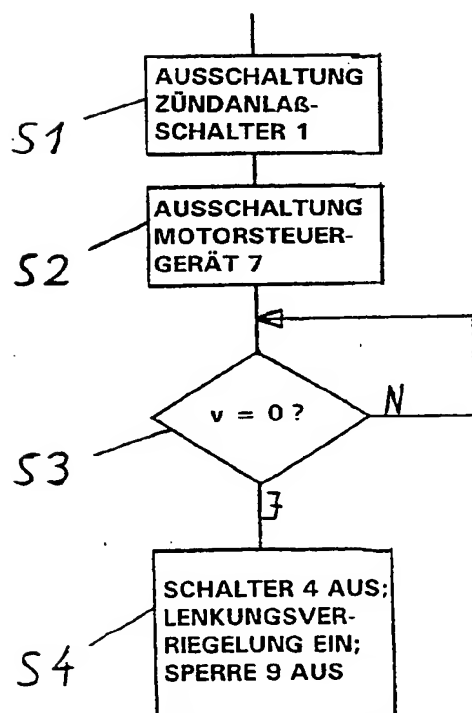 AUSSCHALTUNG
ZÜNDANLAß-
SCHALTER 1
S1
AUSSCHALTUNG
MOTORSTEUER-
GERÄT 7
S2
v = 0 ?
N
S3
J
SCHALTER 4 AUS;
LENKUNGSVER-
RIEGELUNG EIN;
SPERRE 9 AUS
S4